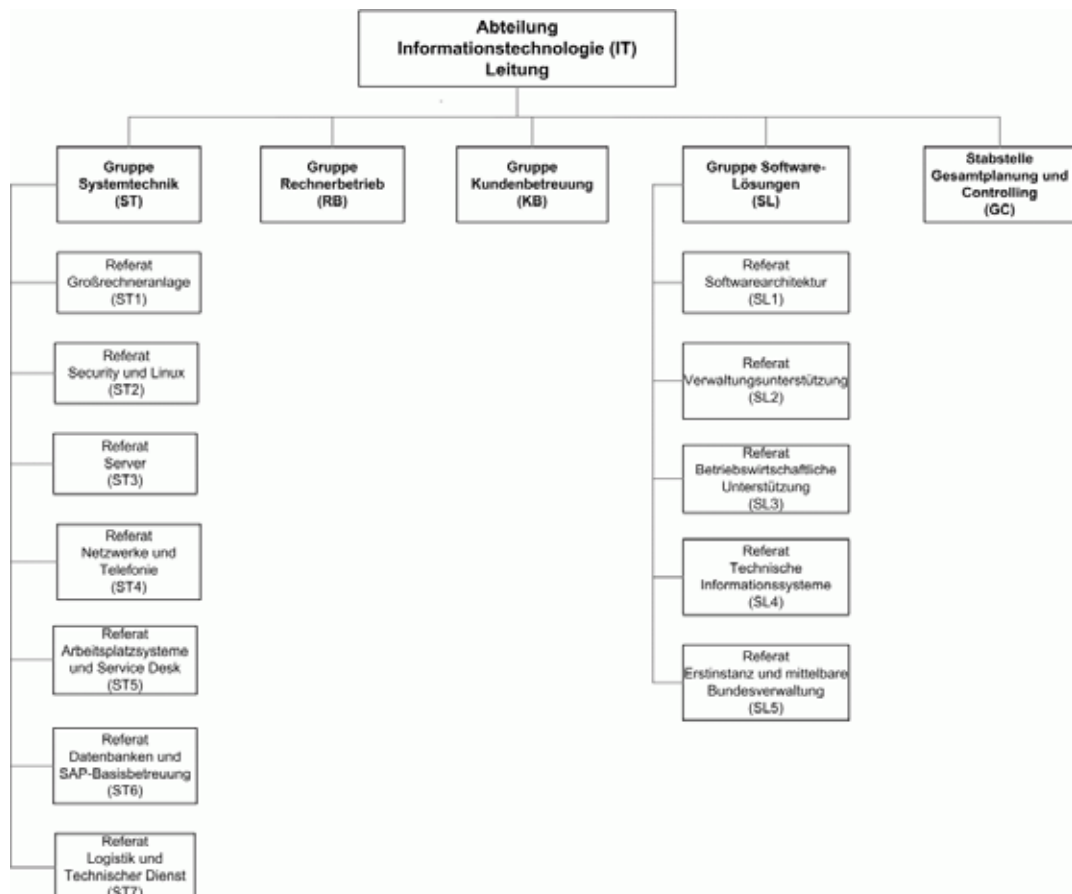 Abteilung
Informationstechnologie (IT)
Leitung
Gruppe
Systemtechnik
(ST)
Gruppe
Rechnerbetrieb
(RB)
Gruppe
Kundenbetreuung
(KB)
Gruppe Software-
Lösungen
(SL)
Stabstelle
Gesamtplanung und
Controlling
(GC)
Referat
Großrechneranlage
(ST1)
Referat
Security und Linux
(ST2)
Referat
Server
(ST3)
Referat
Netzwerke und
Telefonie
(ST4)
Referat
Arbeitsplatzsysteme
und Service Desk
(ST5)
Referat
Datenbanken und
SAP-Basisbetreuung
(ST6)
Referat
Logistik und
Technischer Dienst
(ST7)
Referat
Softwarearchitektur
(SL1)
Referat
Verwaltungsunterstützung
(SL2)
Referat
Betriebswirtschaftliche
Unterstützung
(SL3)
Referat
Technische
Informationssysteme
(SL4)
Referat
Erstinstanz und mittelbare
Bundesverwaltung
(SL5)